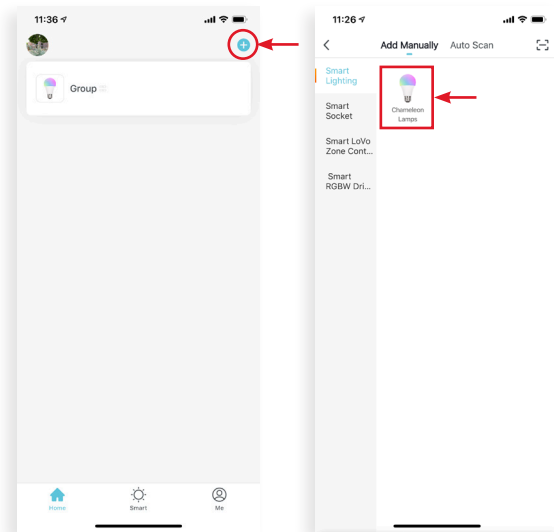 11:36
Group
Home
Smart
Me
11:26
Add Manually Auto Scan
Smart
Lighting
Chameleon
Lamps
Smart
Socket
Smart LoVo
Zone Cont...
Smart
RGBW Dri...